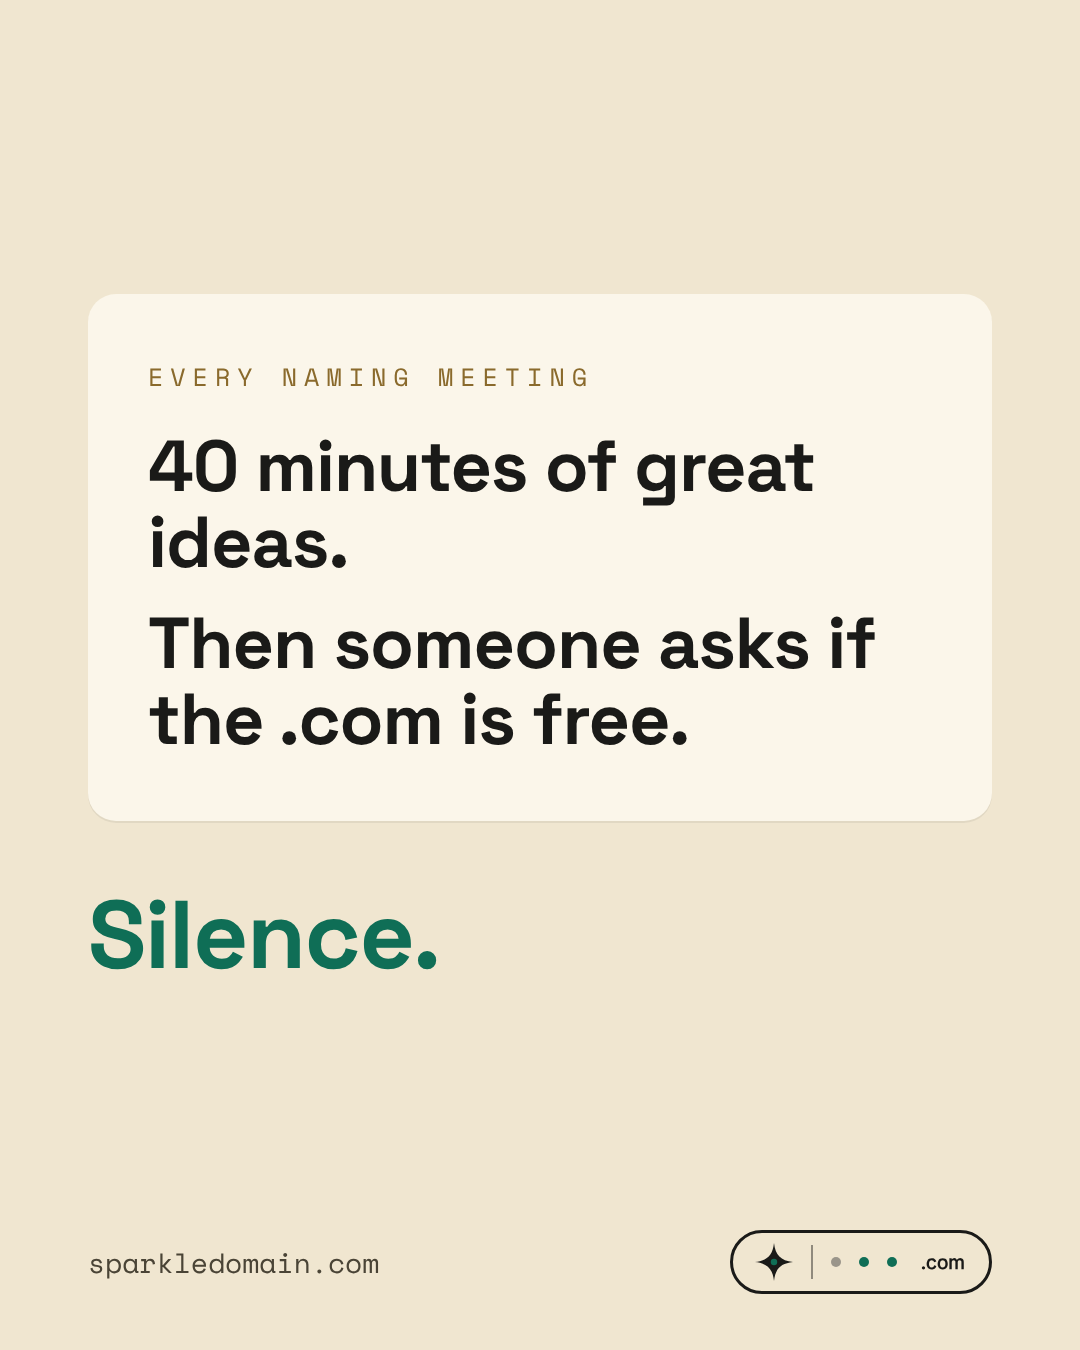 EVERY NAMING MEETING
40 minutes of great
ideas.
Then someone asks if
the .com is free.
Silence.
sparkledomain.com
.com